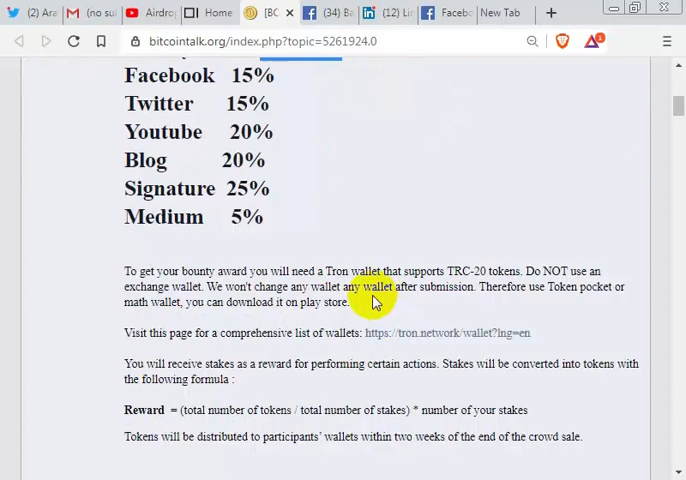 (2) Ara
(no su
Airdro
Home
[BC
(34) Ba
(12) Li
Facebo
New Tab
bitcointalk.org/index.php?topic=5261924.0
1
Facebook 15%
Twitter 15%
Youtube 20%
Blog 20%
Signature 25%
Medium 5%
To get your bounty award you will need a Tron wallet that supports TRC-20 tokens. Do NOT use an
exchange wallet. We won't change any wallet any wallet after submission. Therefore use Token pocket or
math wallet, you can download it on play store.
Visit this page for a comprehensive list of wallets: https://tron.network/wallet?lng=en
You will receive stakes as a reward for performing certain actions. Stakes will be converted into tokens with
the following formula :
Reward = (total number of tokens / total number of stakes) * number of your stakes
Tokens will be distributed to participants' wallets within two weeks of the end of the crowd sale.